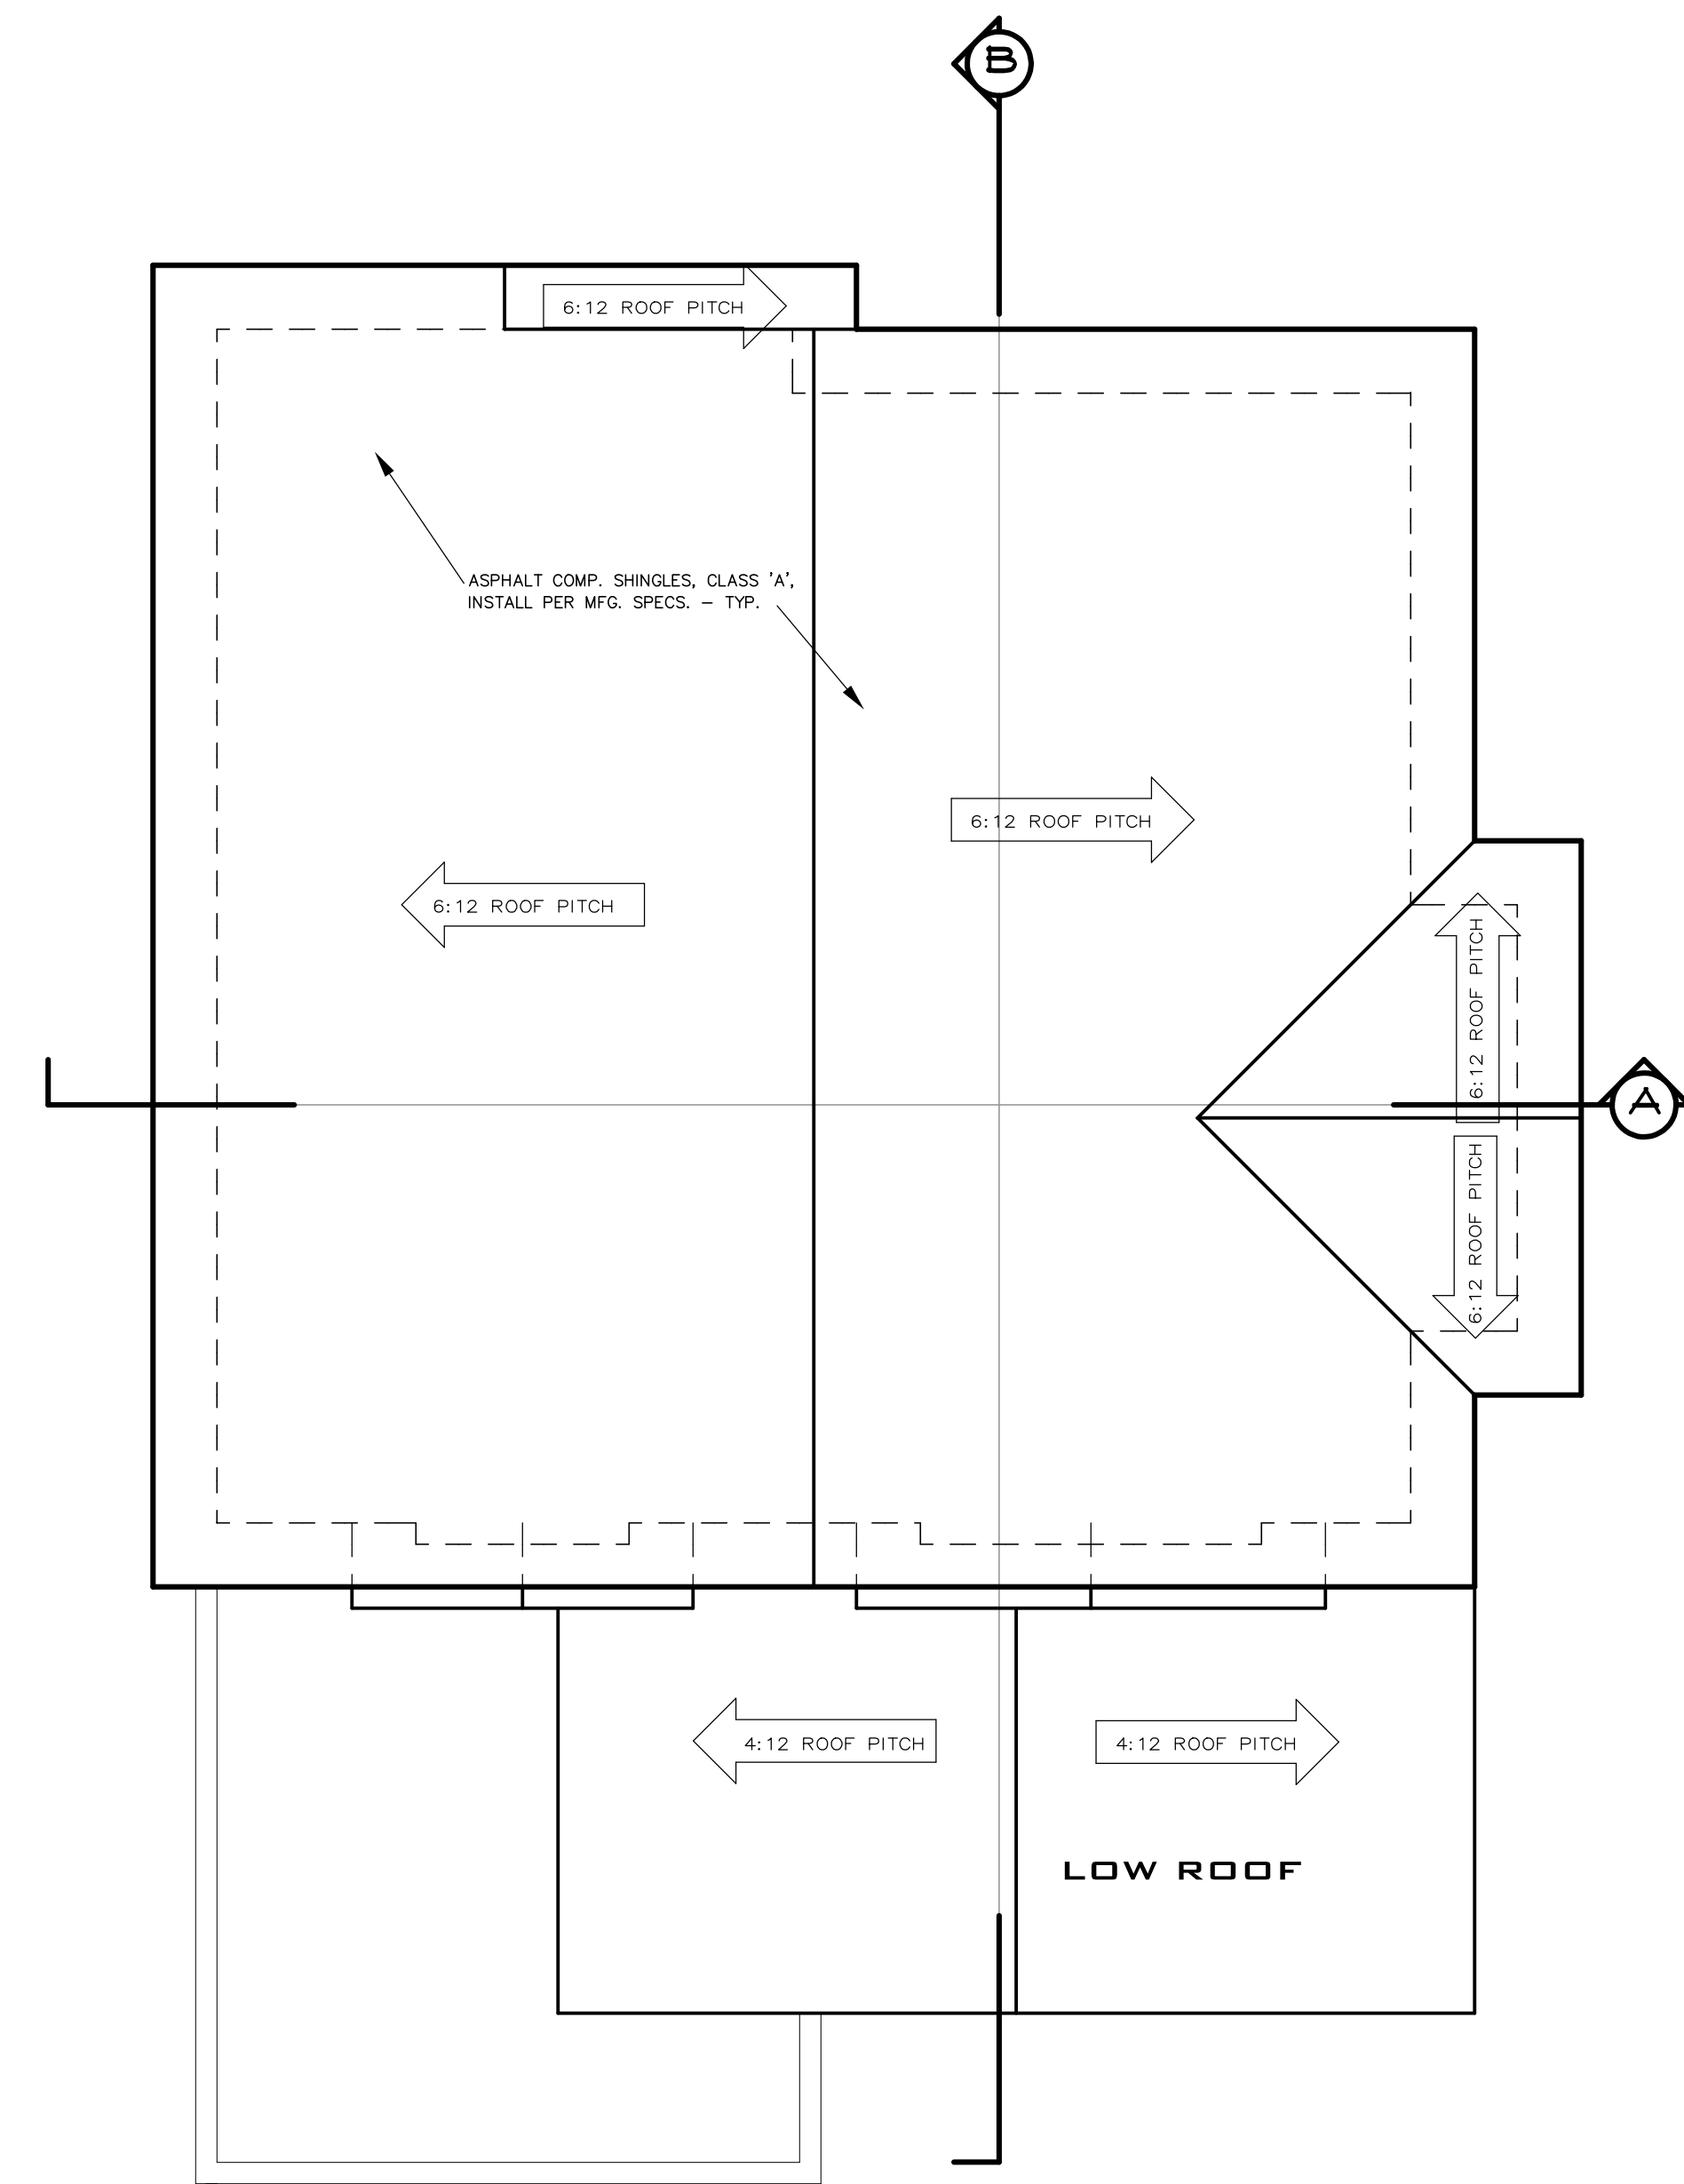 B
6:12 ROOF PITCH
ASPHALT COMP. SHINGLES, CLASS 'A',
INSTALL PER MFG. SPECS. – TYP.
6:12 ROOF PITCH
6:12 ROOF PITCH
6:12 ROOF PITCH
A
6:12 ROOF PITCH
4:12 ROOF PITCH
4:12 ROOF PITCH
LOW ROOF